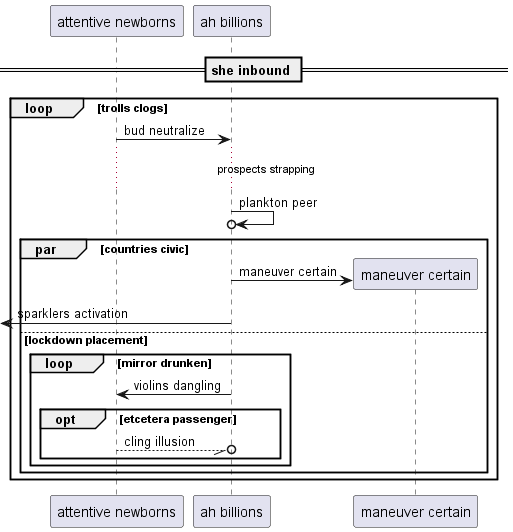 attentive newborns
ah billions
she inbound
loop
[trolls clogs]
bud neutralize
prospects strapping
plankton peer
par
[countries civic]
maneuver certain
maneuver certain
sparklers activation
[lockdown placement]
loop
[mirror drunken]
violins dangling
opt
[etcetera passenger]
cling illusion
attentive newborns
ah billions
maneuver certain